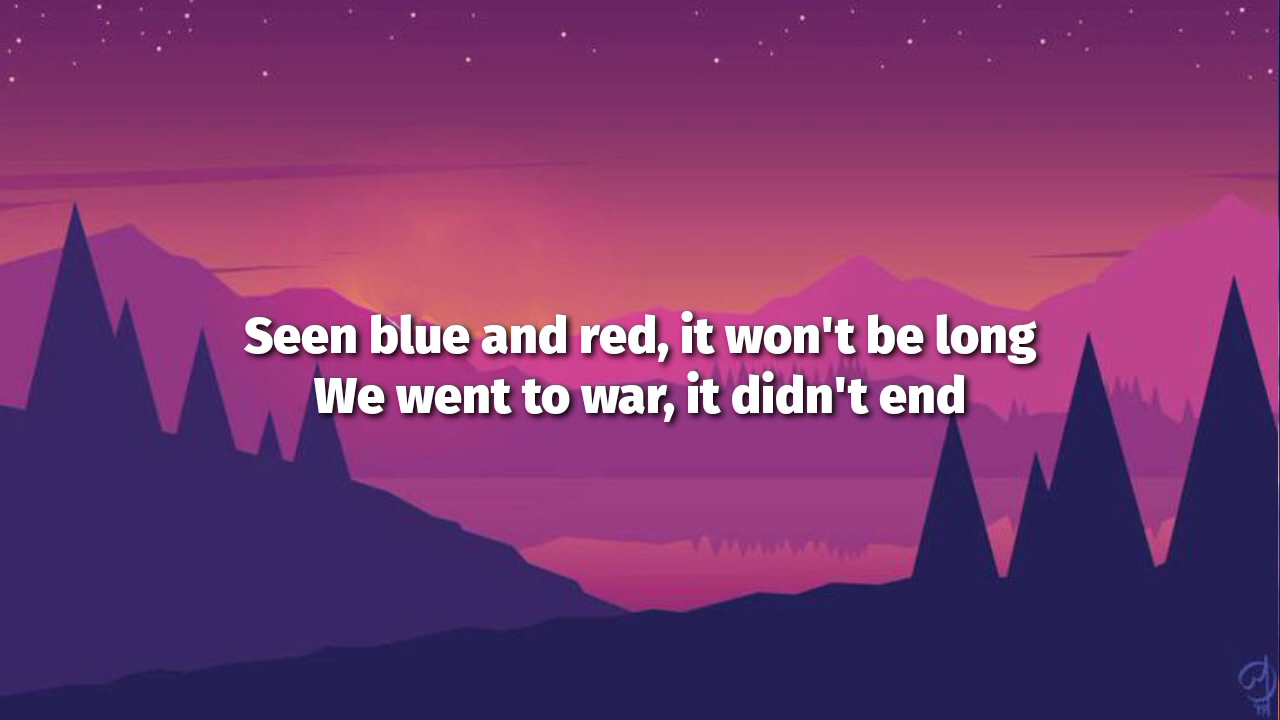 Seen blue and red, it won't be long
We went to war, it didn't end